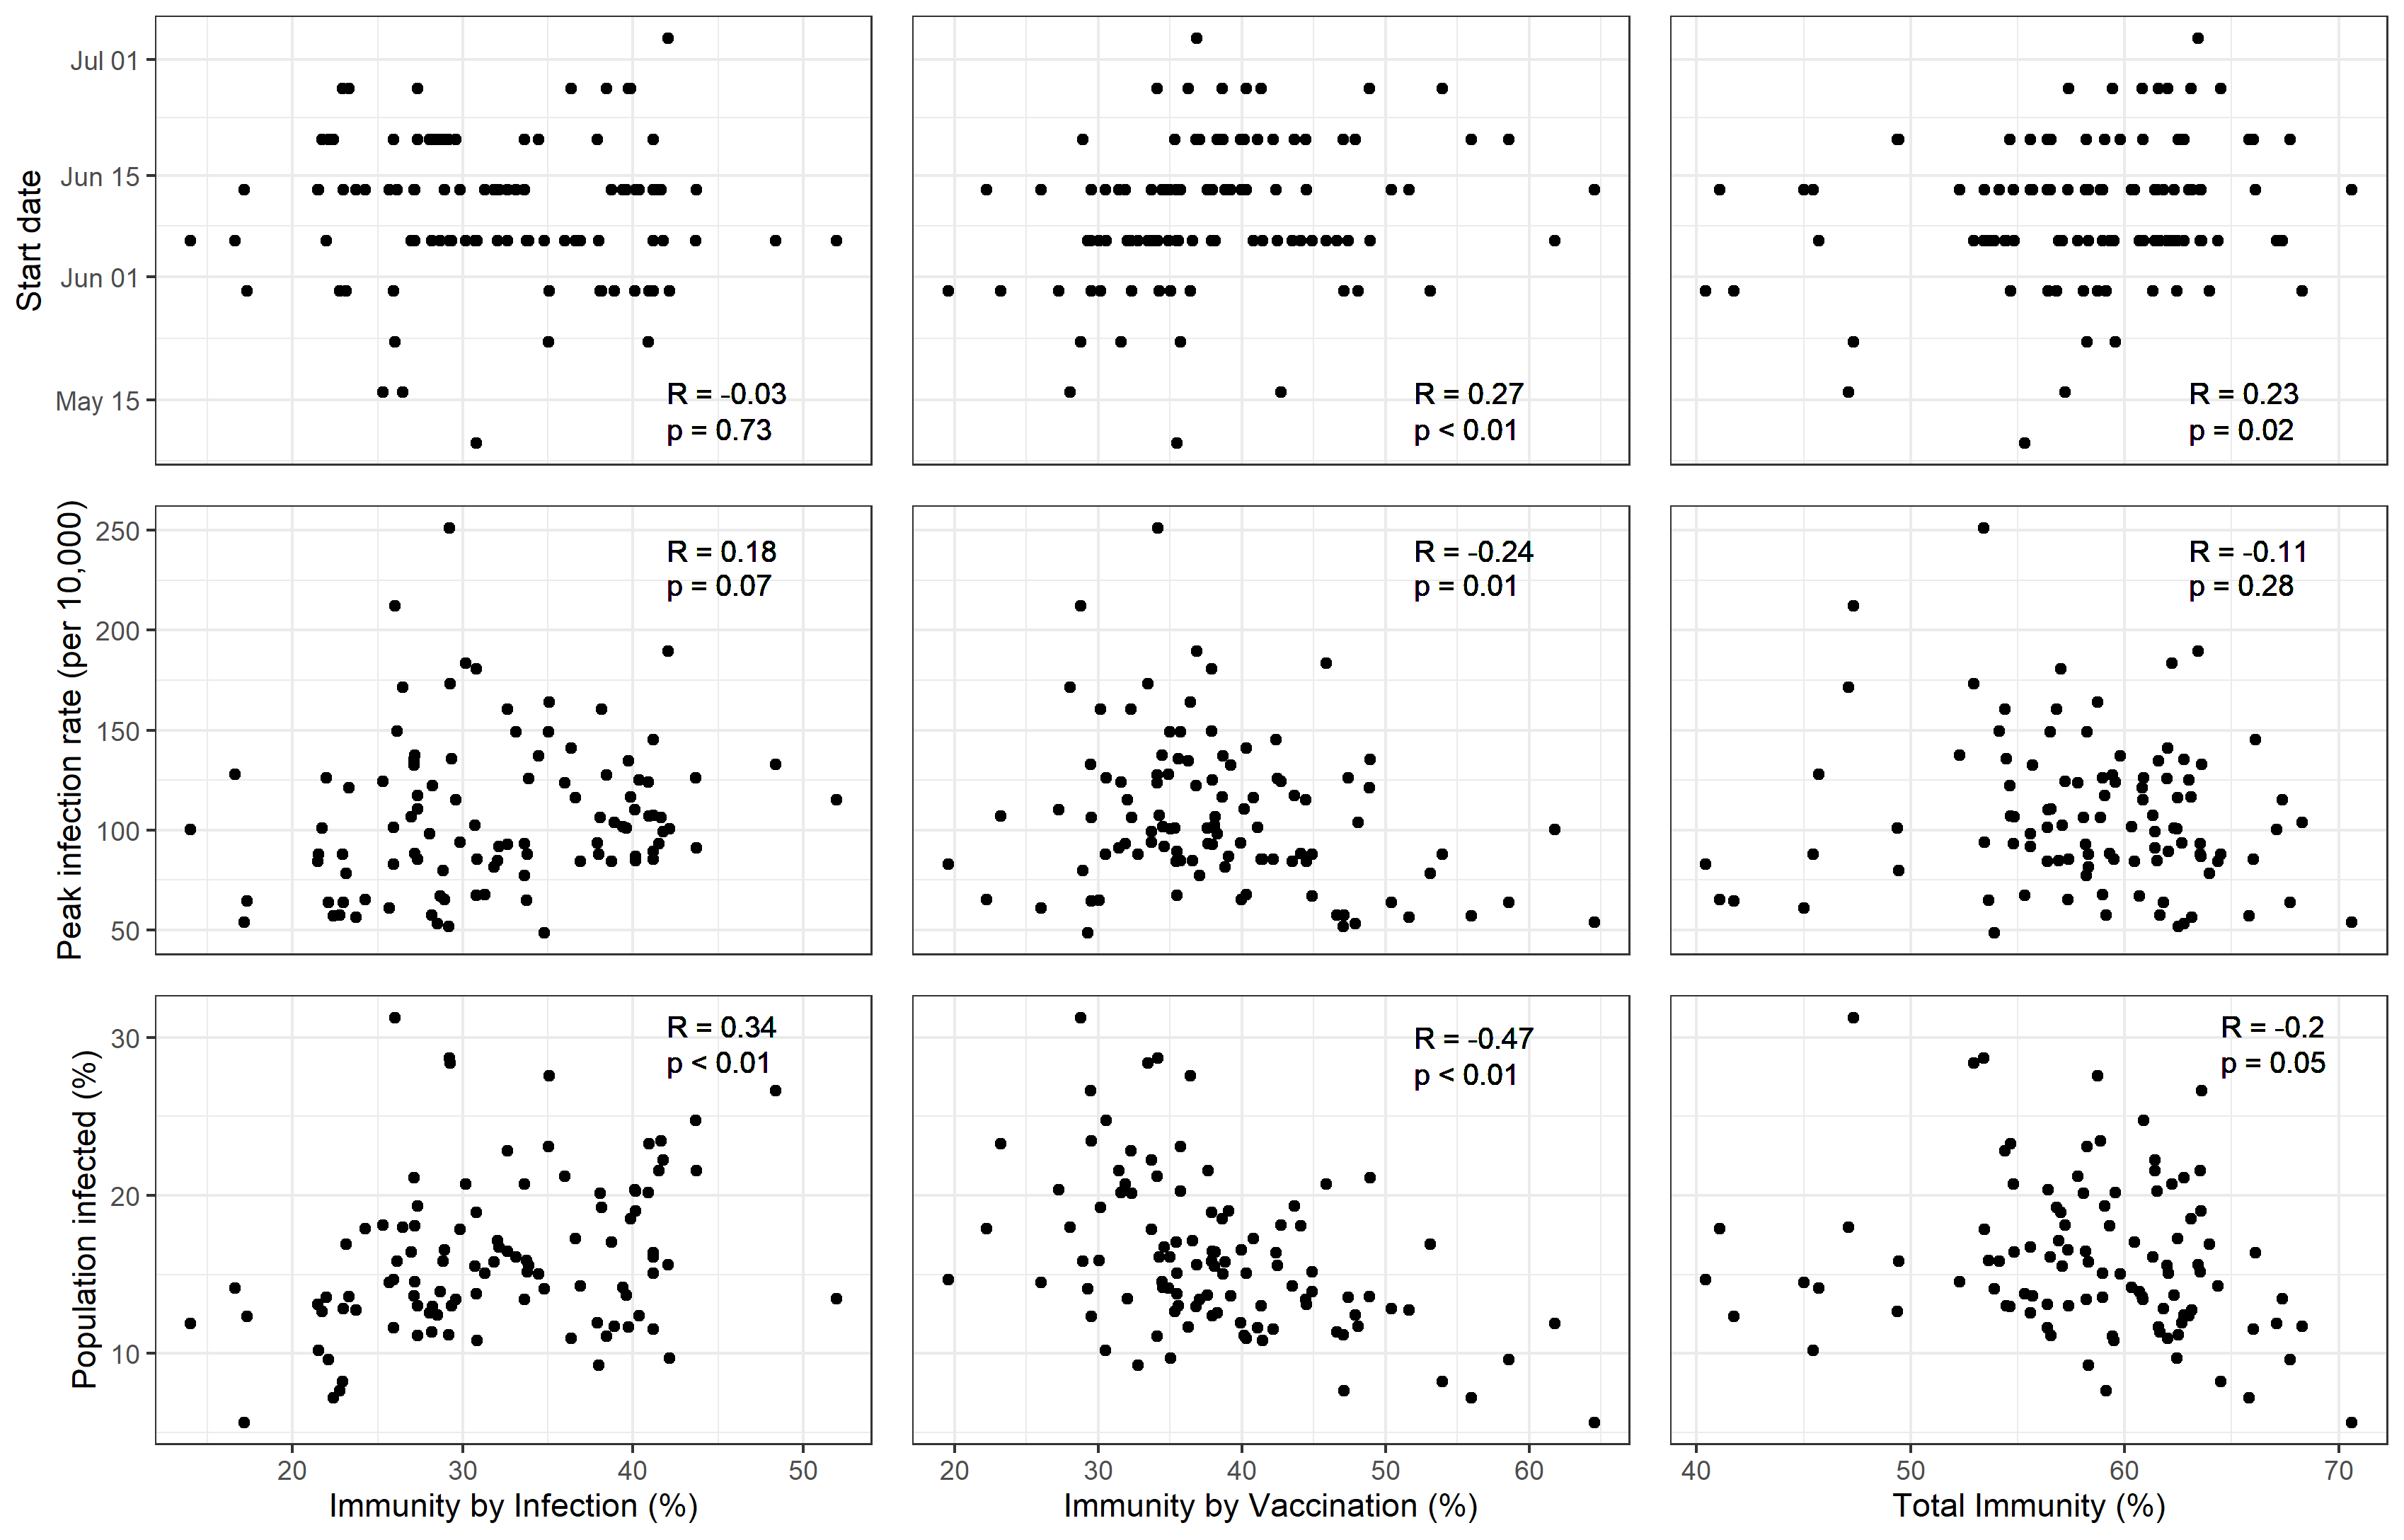 Start date
Jul 01
Jun 15
Jun 01
May 15
R = -0.03
p = 0.73
R = 0.27
p < 0.01
R = 0.23
p = 0.02
Peak infection rate (per 10,000)
250
200
150
100
50
R = 0.18
p = 0.07
R = -0.24
p = 0.01
R = -0.11
p = 0.28
Population infected (%)
30
20
10
R = 0.34
p < 0.01
R = -0.47
p < 0.01
R = -0.2
p = 0.05
20 30 40 50
Immunity by Infection (%)
20 30 40 50 60
Immunity by Vaccination (%)
40 50 60 70
Total Immunity (%)